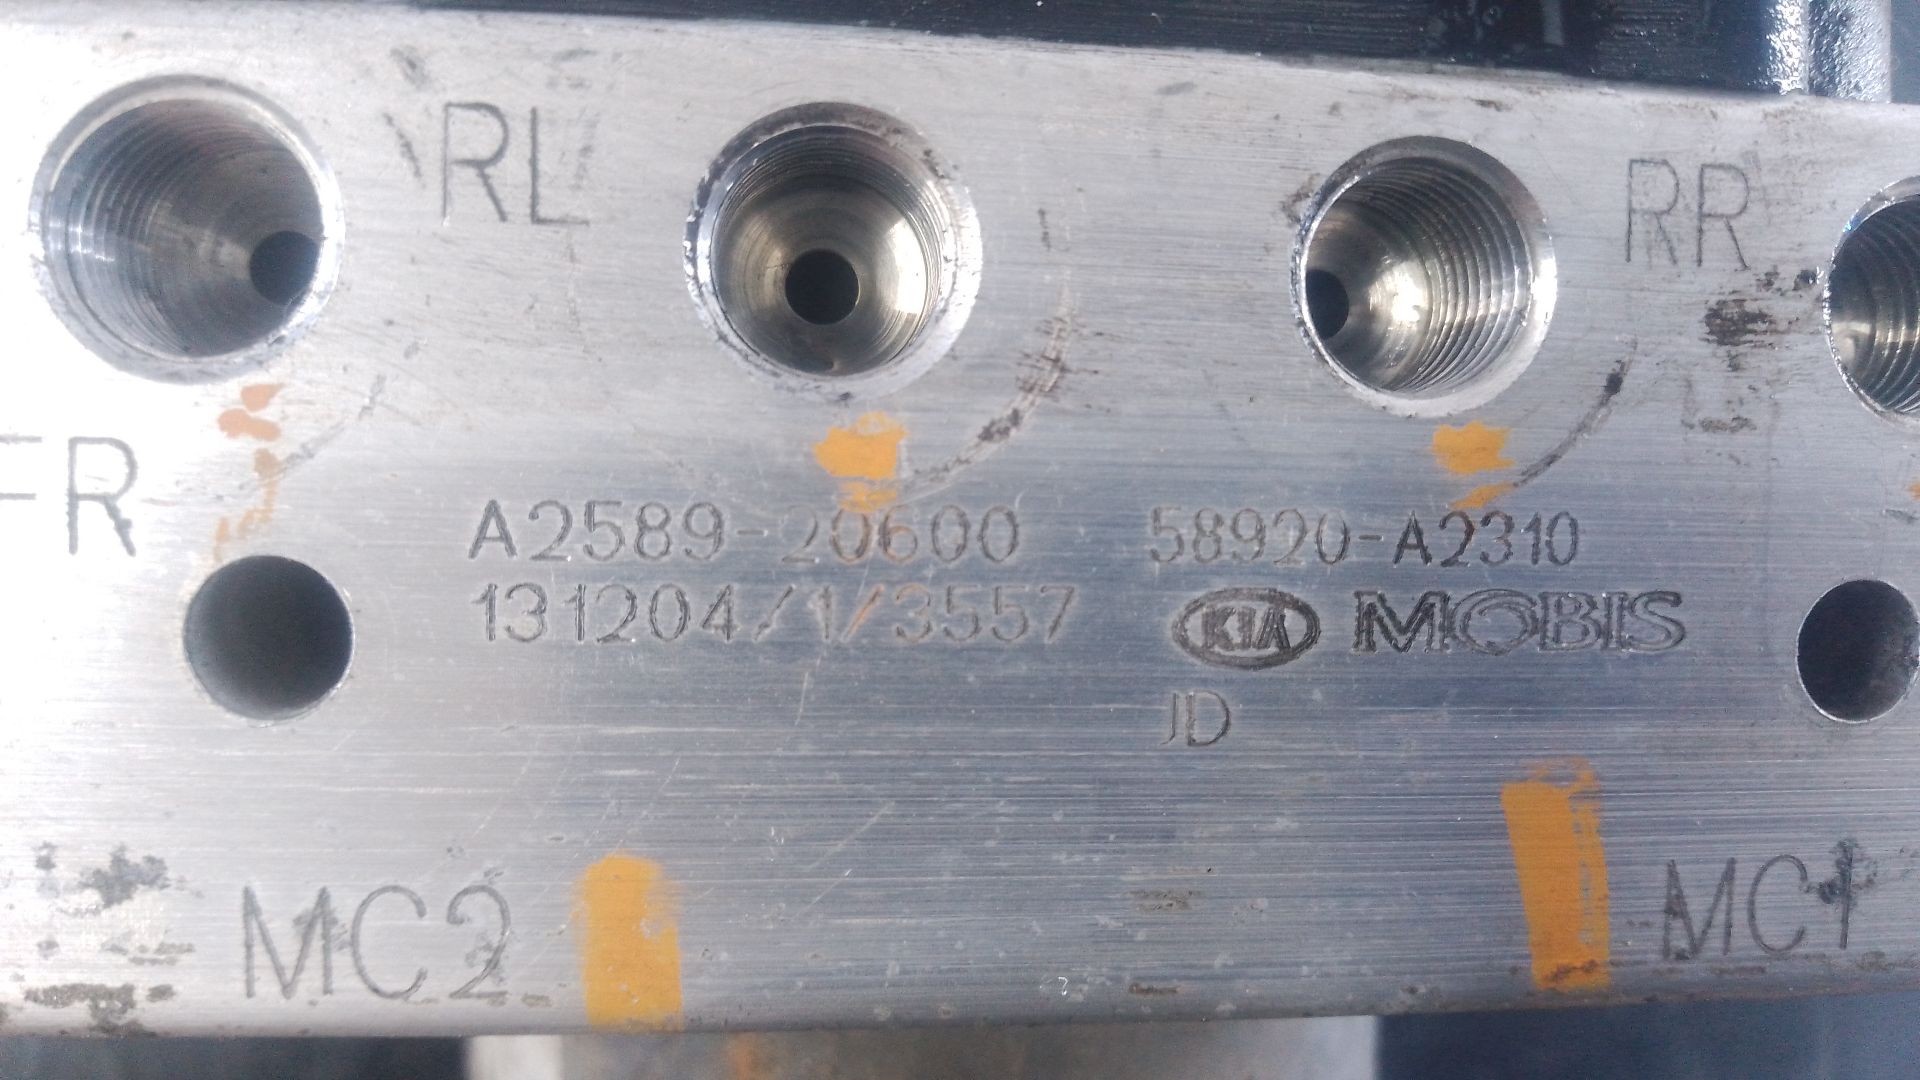 RL
RR
FR
A2589-20600
58920-A2310
131204/1/3557
KIA MOBIS
JD
MC2
MC1